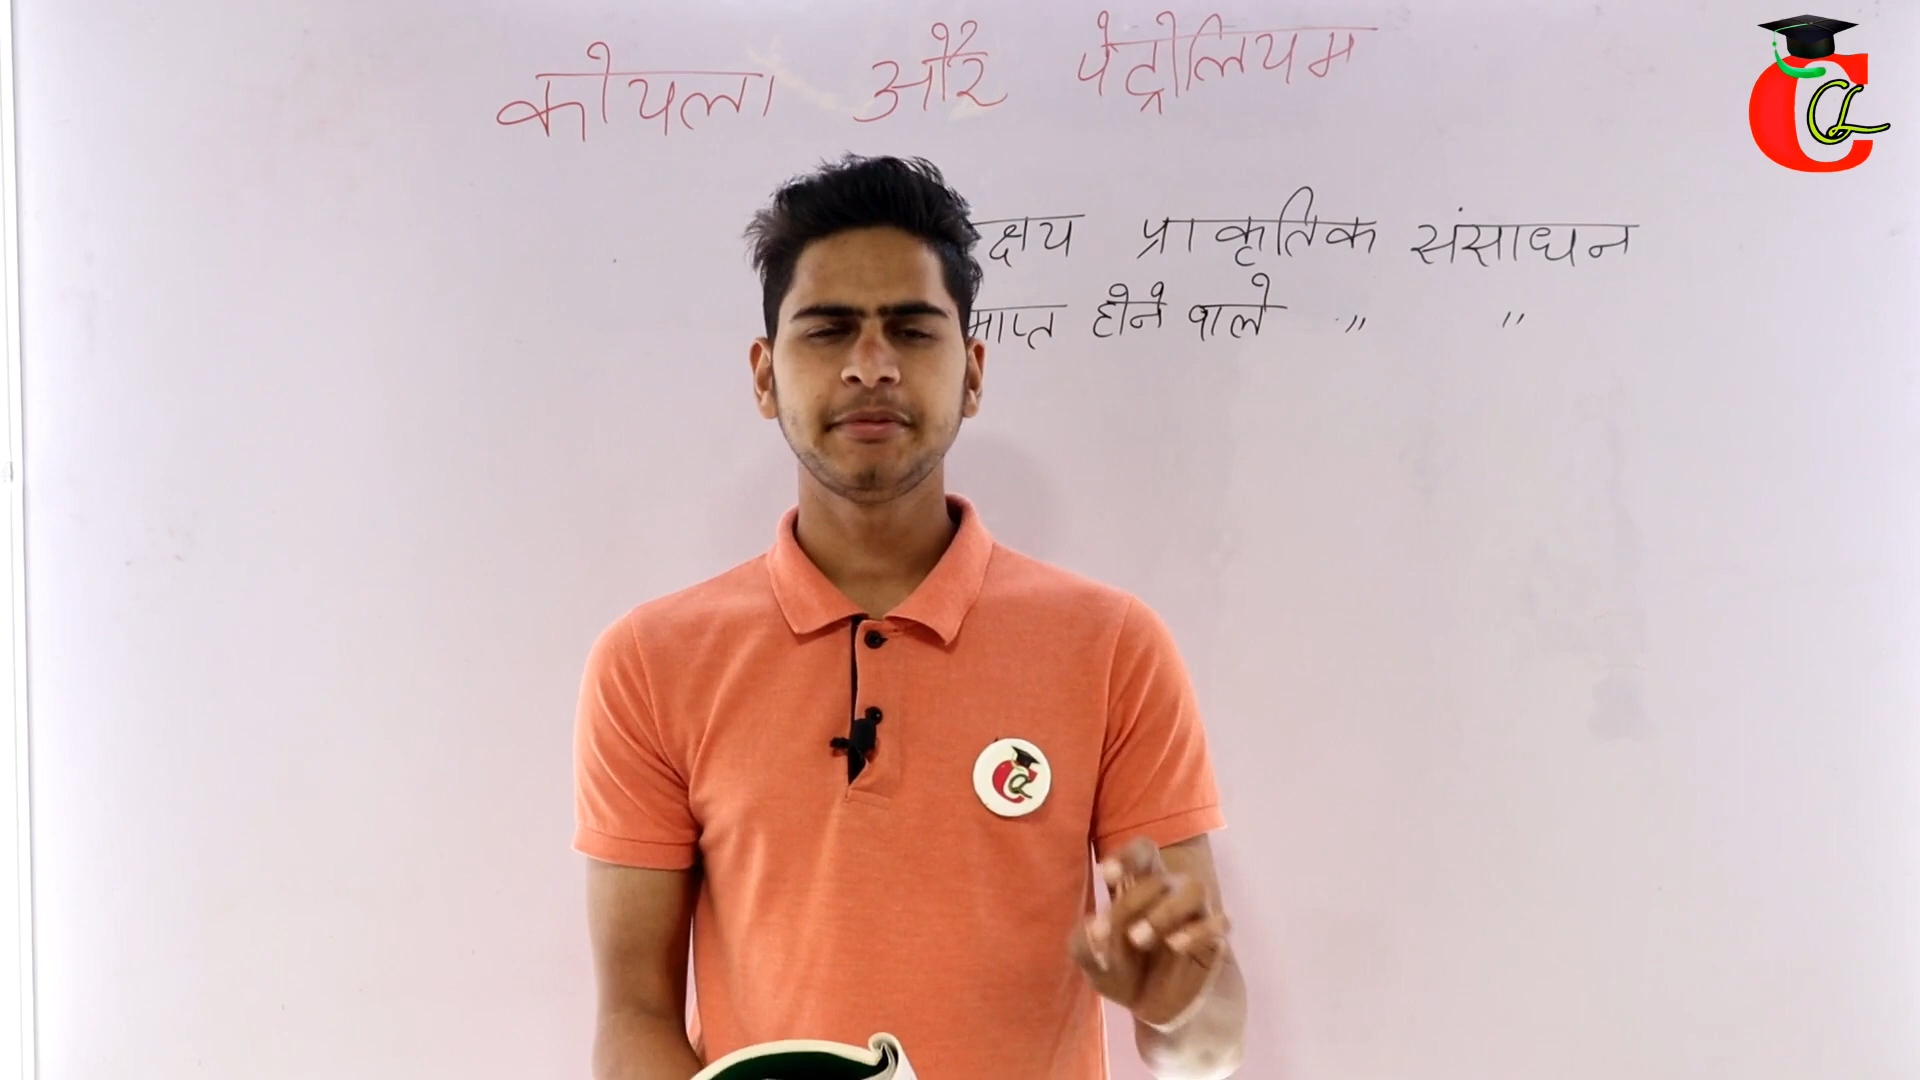 कोयला और पेट्रोलियम
क्षय प्राकृतिक संसाधन
माप्त होने वाले " "